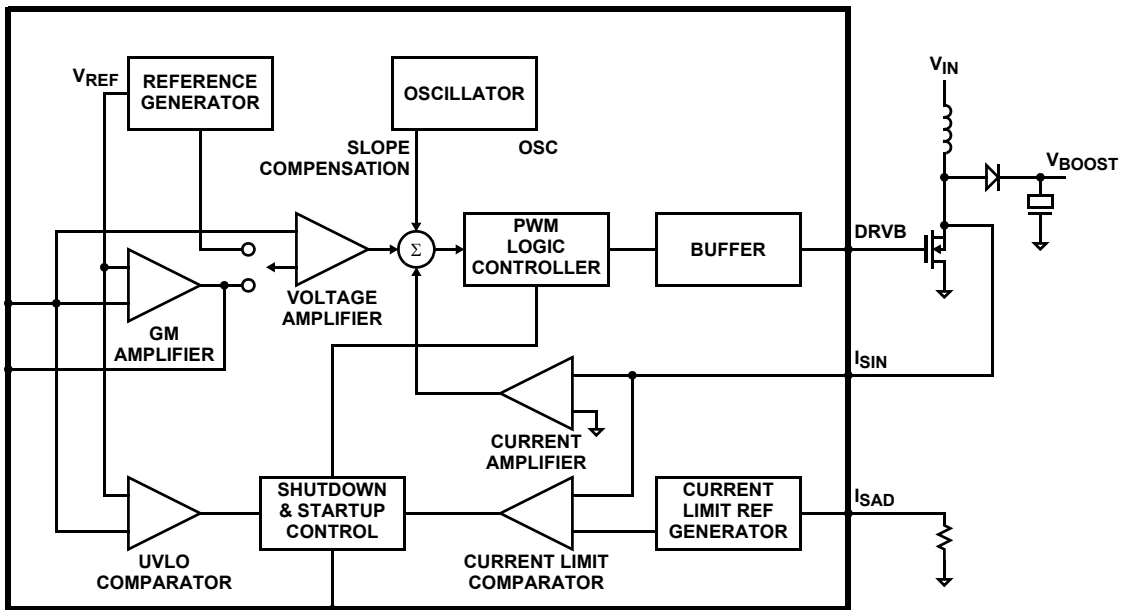 VREF
REFERENCE
GENERATOR
OSCILLATOR
SLOPE
COMPENSATION
OSC
VIN
VBOOST
Σ
PWM
LOGIC
CONTROLLER
BUFFER
DRVB
VOLTAGE
AMPLIFIER
GM
AMPLIFIER
ISIN
CURRENT
AMPLIFIER
SHUTDOWN
& STARTUP
CONTROL
CURRENT
LIMIT REF
GENERATOR
ISAD
UVLO
COMPARATOR
CURRENT LIMIT
COMPARATOR